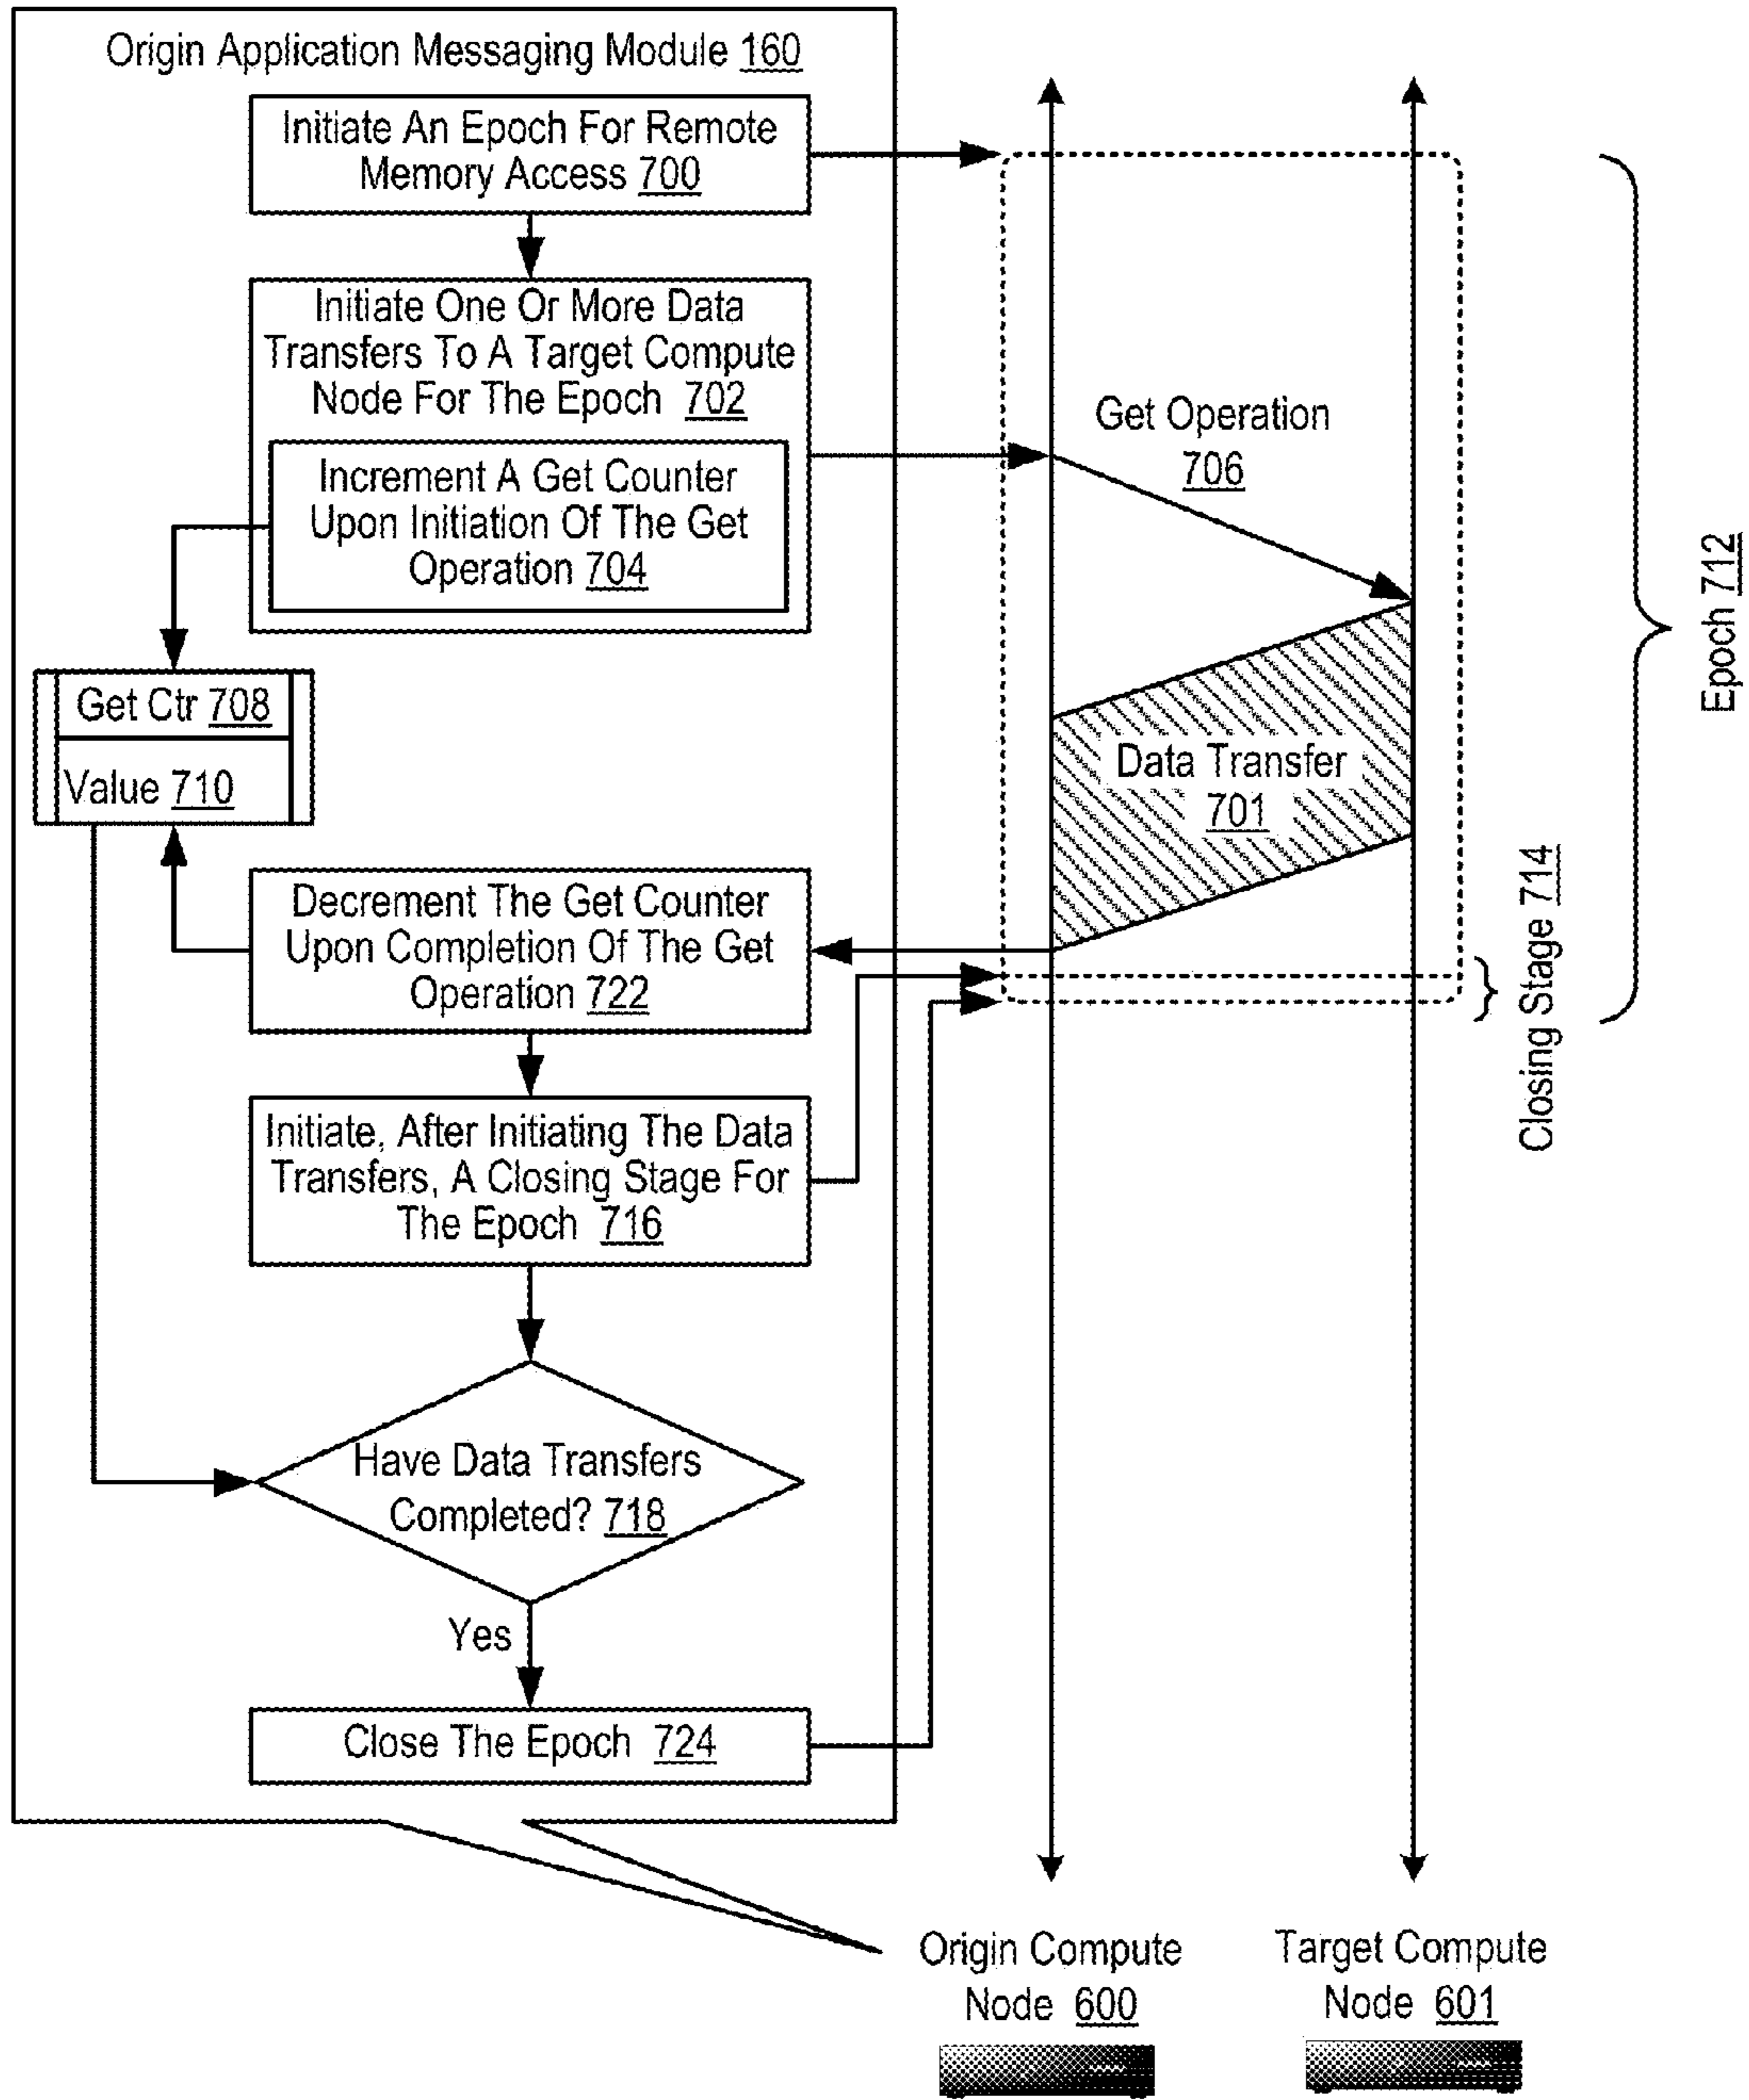 Origin Application Messaging Module 160
Initiate An Epoch For Remote
Memory Access 700
Initiate One Or More Data
Transfers To A Target Compute
Node For The Epoch 702
Increment A Get Counter
Upon Initiation Of The Get
Operation 704
Get Ctr 708
Value 710
Decrement The Get Counter
Upon Completion Of The Get
Operation 722
Initiate, After Initiating The Data
Transfers, A Closing Stage For
The Epoch 716
Have Data Transfers
Completed? 718
Yes
Close The Epoch 724
Get Operation
706
Data Transfer
701
Closing Stage 714
Epoch 712
Origin Compute
Node 600
Target Compute
Node 601